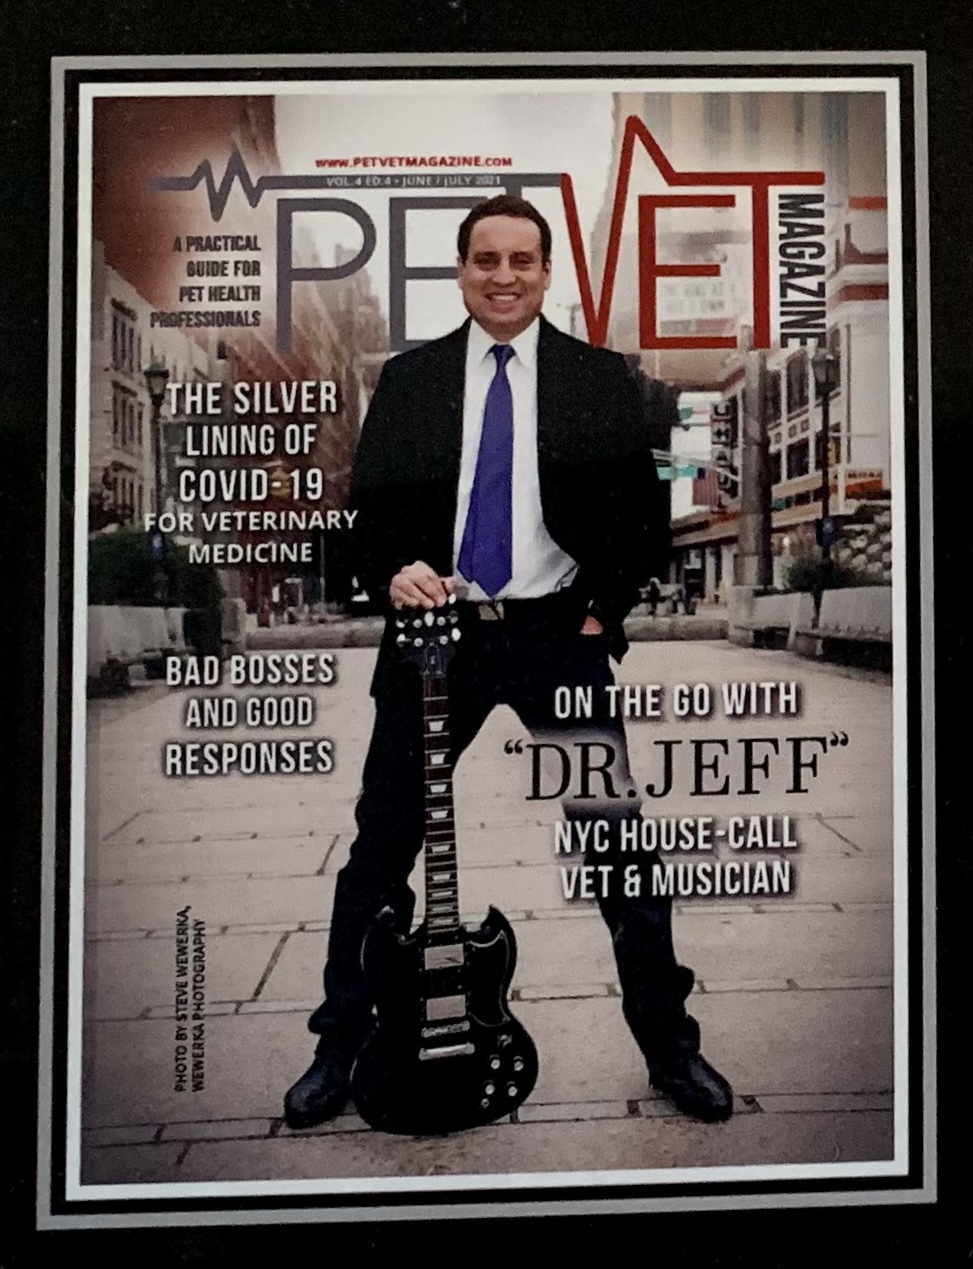 www.PETVETMAGAZINE.com
VOL.4 ED.4 • JUNE / JULY 2021
PETVET
MAGAZINE
A PRACTICAL
GUIDE FOR
PET HEALTH
PROFESSIONALS
THE SILVER
LINING OF
COVID-19
FOR VETERINARY
MEDICINE
BAD BOSSES
AND GOOD
RESPONSES
ON THE GO WITH
“DR.JEFF”
NYC HOUSE-CALL
VET & MUSICIAN
PHOTO BY STEVE WEWERKA,
WEWERKA PHOTOGRAPHY